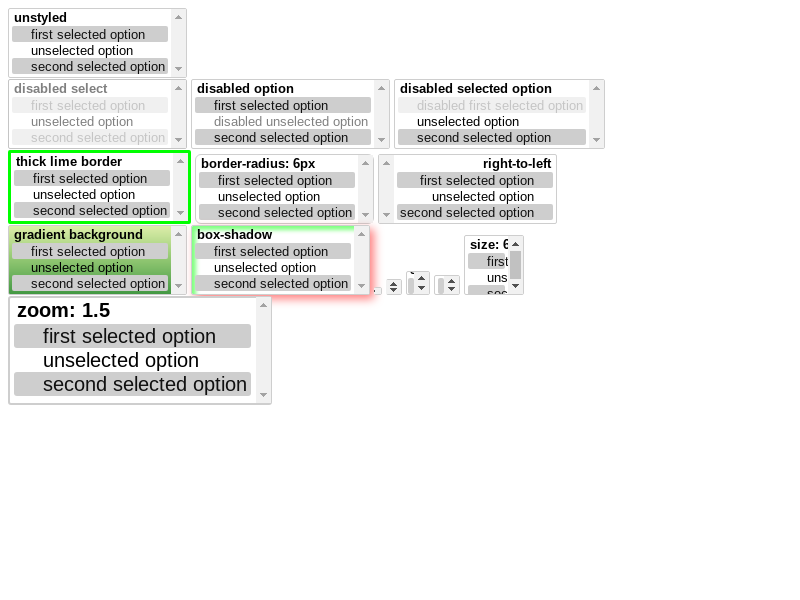 unstyled
first selected option
unselected option
second selected option
disabled select
first selected option
unselected option
second selected option
disabled option
first selected option
disabled unselected option
second selected option
disabled selected option
disabled first selected option
unselected option
second selected option
thick lime border
first selected option
unselected option
second selected option
border-radius: 6px
first selected option
unselected option
second selected option
right-to-left
first selected option
unselected option
second selected option
gradient background
first selected option
unselected option
second selected option
box-shadow
first selected option
unselected option
second selected option
size: 6
first
uns
zoom: 1.5
first selected option
unselected option
second selected option